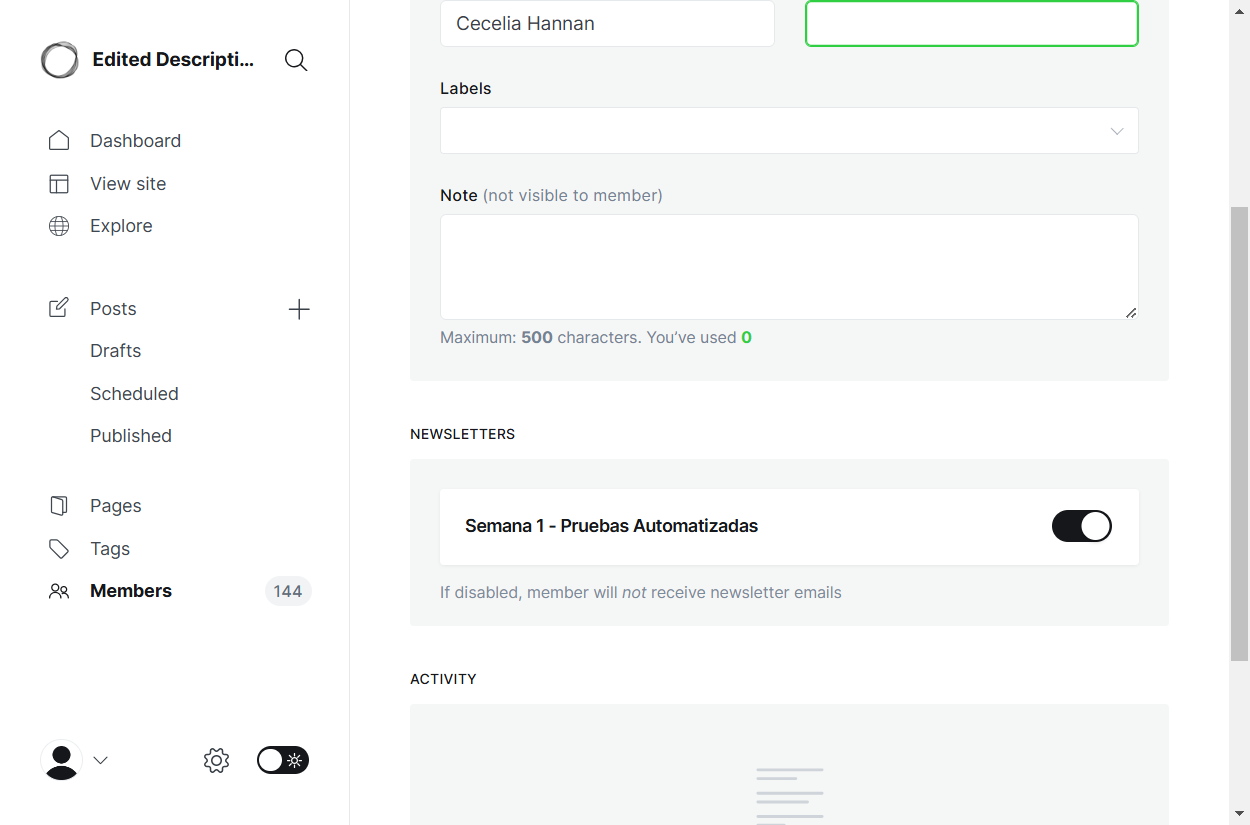 Edited Descripti...
Dashboard
View site
Explore
Posts
Drafts
Scheduled
Published
Pages
Tags
Members
144
Cecelia Hannan
Labels
Note (not visible to member)
Maximum: 500 characters. You’ve used 0
NEWSLETTERS
Semana 1 - Pruebas Automatizadas
If disabled, member will not receive newsletter emails
ACTIVITY